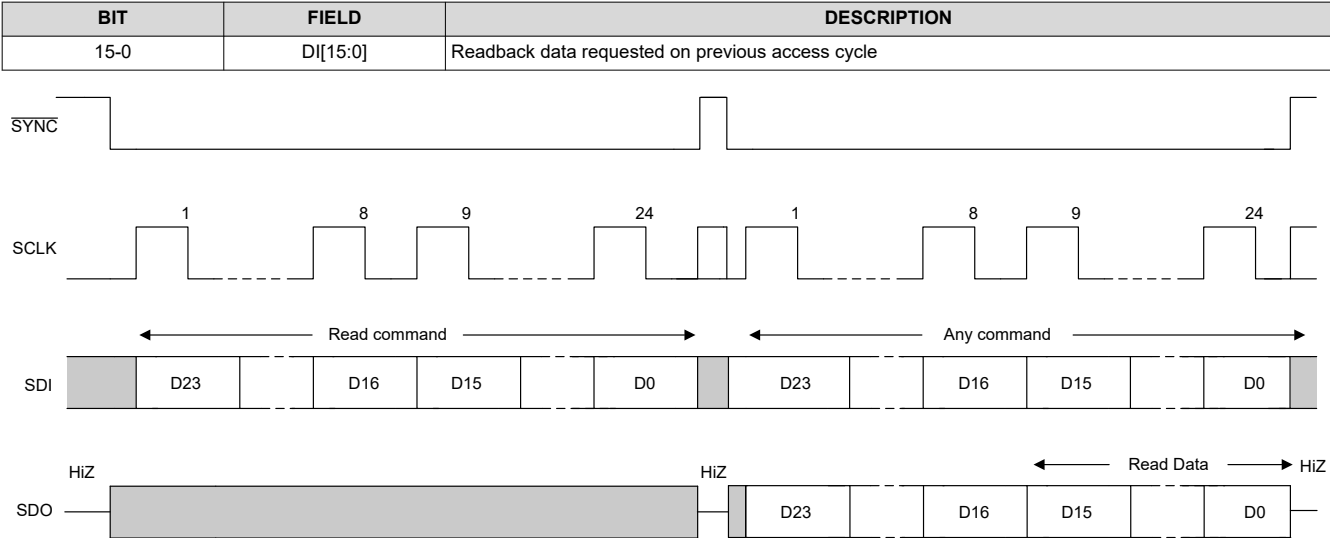 BIT FIELD DESCRIPTION
15-0 DI[15:0] Readback data requested on previous access cycle
SYNC
1 8 9 24 1 8 9 24
SCLK
Read command Any command
SDI D23 D16 D15 D0 D23 D16 D15 D0
HiZ HiZ Read Data HiZ
SDO D23 D16 D15 D0